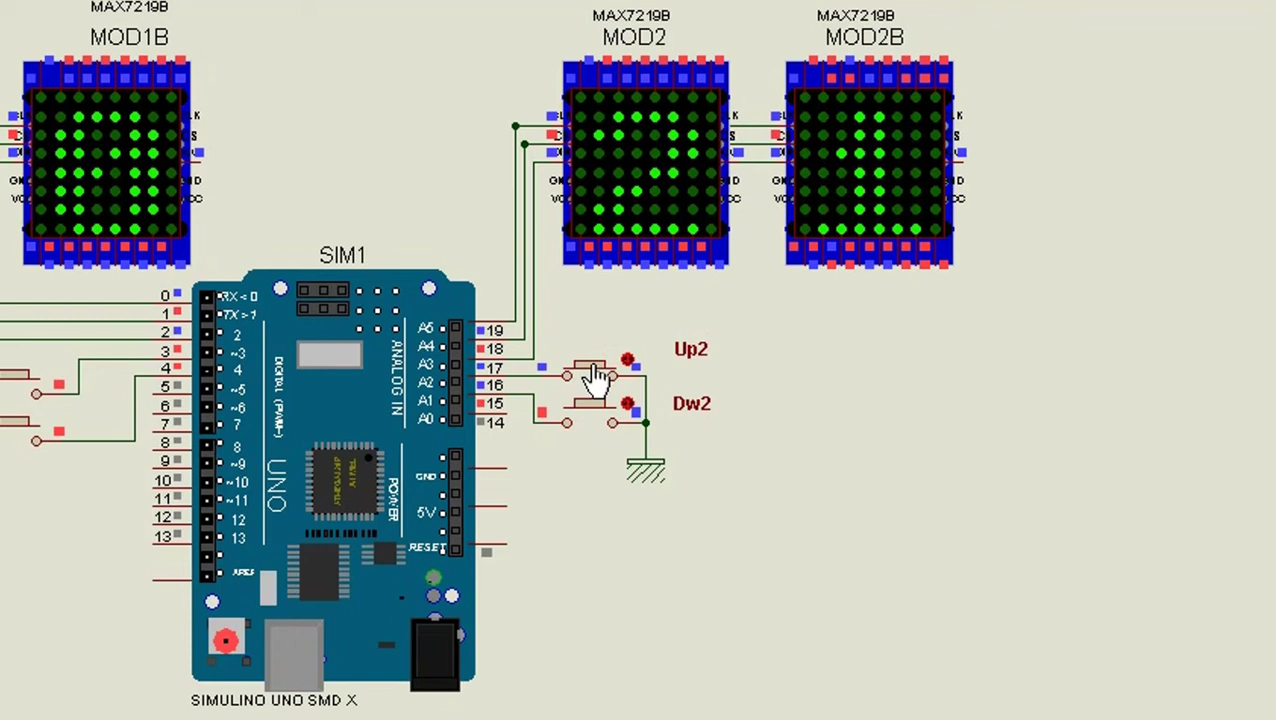 MAX7219B
MOD1B
MAX7219B
MOD2
MAX7219B
MOD2B
2
1
SIM1
0
1
2
3
4
5
6
7
8
9
10
11
12
13
RX < 0
TX > 1
2
~3
4
~5
~6
7
8
~9
~10
~11
12
13
AREF
DIGITAL (PWM~)
UNO
ANALOG IN
A5
A4
A3
A2
A1
A0
19
18
17
16
15
14
POWER
GND
5V
RESET
Up2
Dw2
SIMULINO UNO SMD X